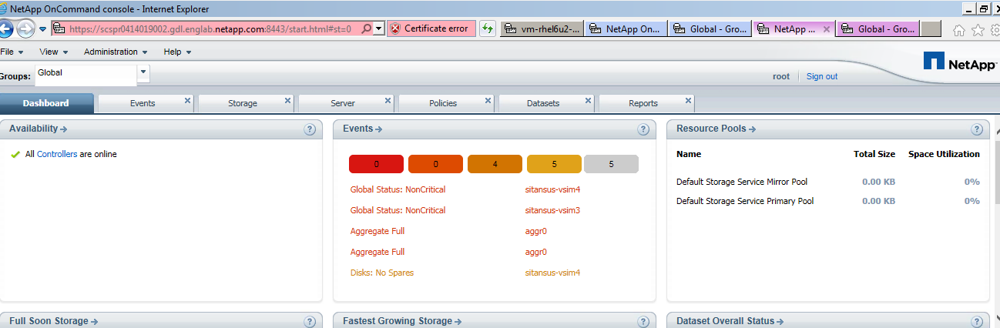 NetApp OnCommand console - Internet Explorer
https://scspr0414019002.gdl.englab.netapp.com:8443/start.html#st=0 Certificate error vm-rhel6u2-... NetApp On... Global - Gro... NetApp ... Global - Gro...
File View Administration Help
NetApp
Groups: Global root Sign out
Dashboard Events Storage Server Policies Datasets Reports
Availability
All Controllers are online
Events
0 0 4 5 5
Global Status: NonCritical sitansus-vsim4
Global Status: NonCritical sitansus-vsim3
Aggregate Full aggr0
Aggregate Full aggr0
Disks: No Spares sitansus-vsim4
Resource Pools
Name Total Size Space Utilization
Default Storage Service Mirror Pool 0.00 KB 0%
Default Storage Service Primary Pool 0.00 KB 0%
Full Soon Storage
Fastest Growing Storage
Dataset Overall Status